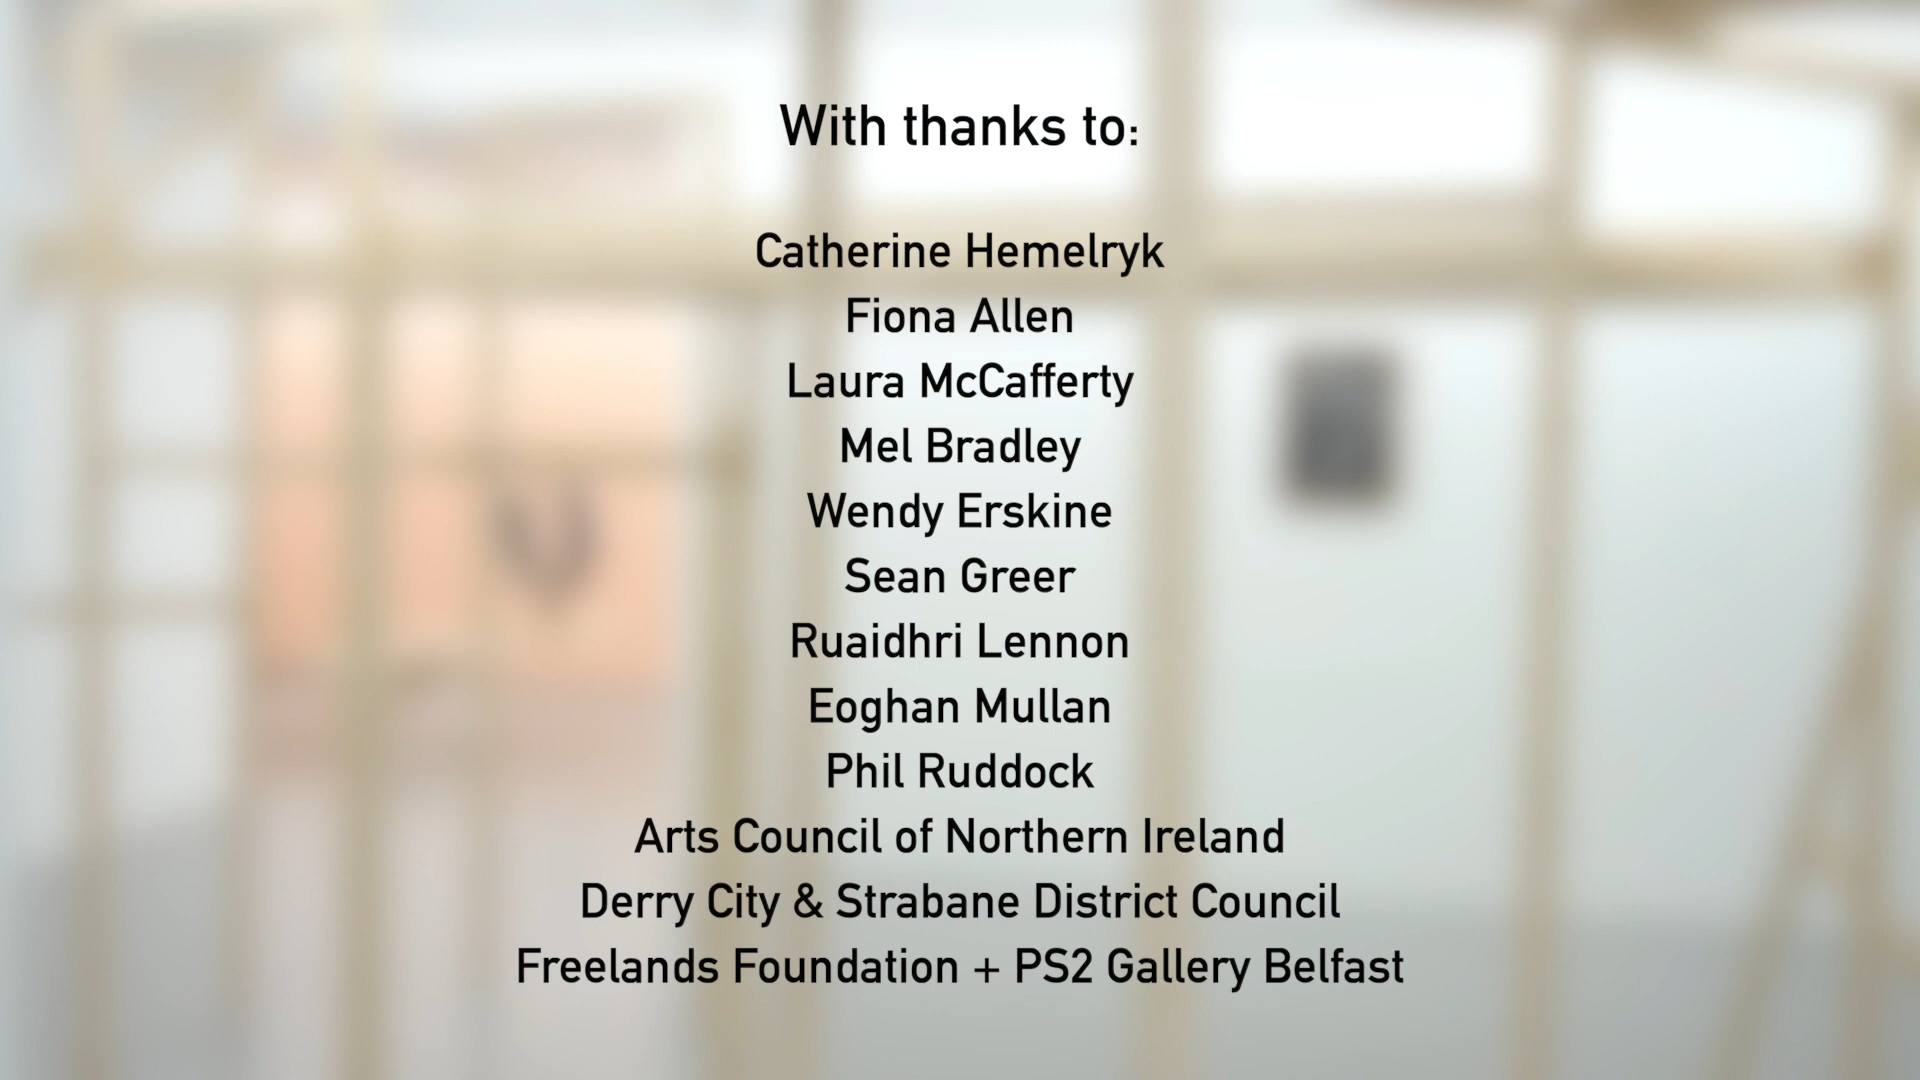 With thanks to:
Catherine Hemelryk
Fiona Allen
Laura McCafferty
Mel Bradley
Wendy Erskine
Sean Greer
Ruaidhri Lennon
Eoghan Mullan
Phil Ruddock
Arts Council of Northern Ireland
Derry City & Strabane District Council
Freelands Foundation + PS2 Gallery Belfast